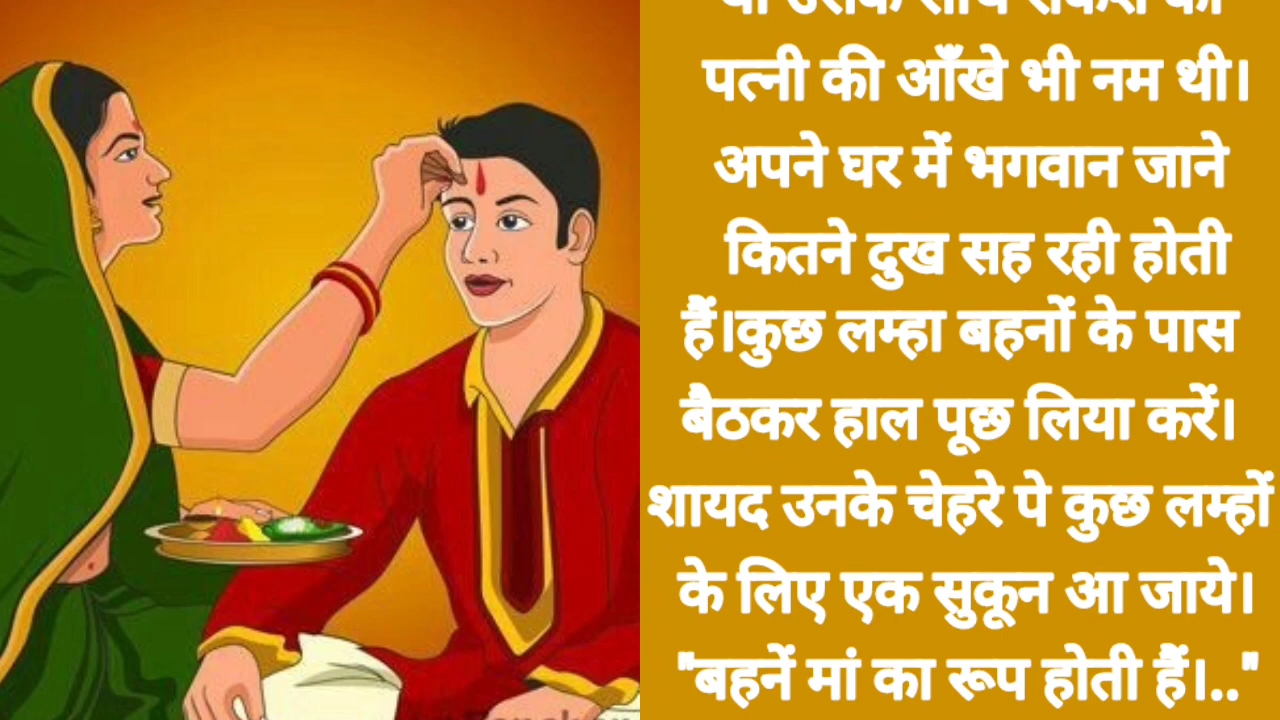 पत्नी की आँखे भी नम थी।
अपने घर में भगवान जाने
कितने दुख सह रही होती
हैं।कुछ लम्हा बहनों के पास
बैठकर हाल पूछ लिया करें।
शायद उनके चेहरे पे कुछ लम्हों
के लिए एक सुकून आ जाये।
"बहनें मां का रूप होती हैं।.."